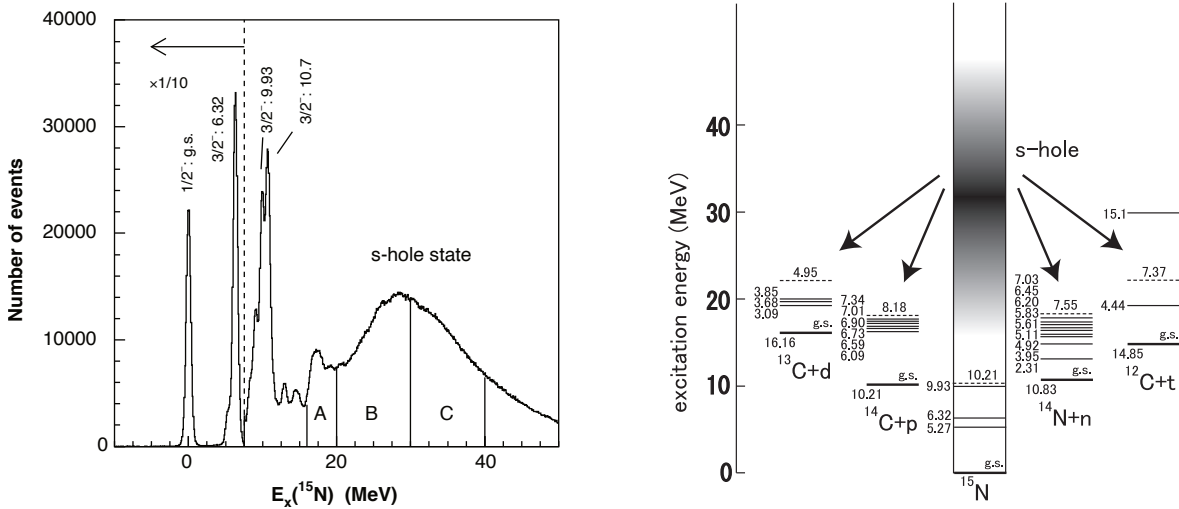 40000
30000
20000
10000
0
Number of events
×1/10
1/2⁻: g.s.
3/2⁻: 6.32
3/2⁻: 9.93
3/2⁻: 10.7
s-hole state
A
B
C
0
20
40
Eₓ(¹⁵N) (MeV)
excitation energy (MeV)
40
30
20
10
0
s-hole
4.95
3.85
3.68
3.09
g.s.
16.16
¹³C+d
8.18
7.34
7.01
6.90
6.73
6.59
6.09
g.s.
10.21
¹⁴C+p
10.21
9.93
6.32
5.27
g.s.
¹⁵N
7.03
6.45
6.20
5.83
5.61
5.11
4.92
3.95
2.31
7.55
g.s.
10.83
¹⁴N+n
15.1
7.37
4.44
g.s.
14.85
¹²C+t